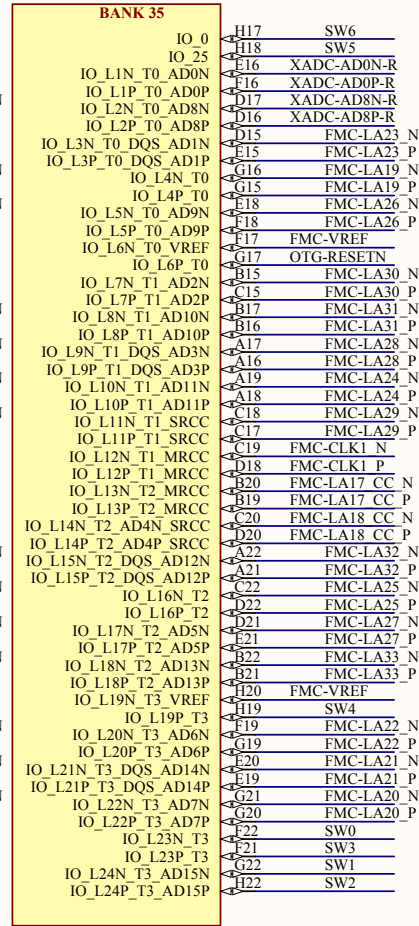 BANK 35
IO_0 H17 SW6
IO_25 H18 SW5
IO_L1N_T0_AD0N E16 XADC-AD0N-R
IO_L1P_T0_AD0P F16 XADC-AD0P-R
IO_L2N_T0_AD8N D17 XADC-AD8N-R
IO_L2P_T0_AD8P D16 XADC-AD8P-R
IO_L3N_T0_DQS_AD1N D15 FMC-LA23_N
IO_L3P_T0_DQS_AD1P E15 FMC-LA23_P
IO_L4N_T0 G16 FMC-LA19_N
IO_L4P_T0 G15 FMC-LA19_P
IO_L5N_T0_AD9N E18 FMC-LA26_N
IO_L5P_T0_AD9P F18 FMC-LA26_P
IO_L6N_T0_VREF F17 FMC-VREF
IO_L6P_T0 G17 OTG-RESETN
IO_L7N_T1_AD2N B15 FMC-LA30_N
IO_L7P_T1_AD2P C15 FMC-LA30_P
IO_L8N_T1_AD10N B17 FMC-LA31_N
IO_L8P_T1_AD10P B16 FMC-LA31_P
IO_L9N_T1_DQS_AD3N A17 FMC-LA28_N
IO_L9P_T1_DQS_AD3P A16 FMC-LA28_P
IO_L10N_T1_AD11N A19 FMC-LA24_N
IO_L10P_T1_AD11P A18 FMC-LA24_P
IO_L11N_T1_SRCC C18 FMC-LA29_N
IO_L11P_T1_SRCC C17 FMC-LA29_P
IO_L12N_T1_MRCC C19 FMC-CLK1_N
IO_L12P_T1_MRCC D18 FMC-CLK1_P
IO_L13N_T2_MRCC B20 FMC-LA17_CC_N
IO_L13P_T2_MRCC B19 FMC-LA17_CC_P
IO_L14N_T2_AD4N_SRCC C20 FMC-LA18_CC_N
IO_L14P_T2_AD4P_SRCC D20 FMC-LA18_CC_P
IO_L15N_T2_DQS_AD12N A22 FMC-LA32_N
IO_L15P_T2_DQS_AD12P A21 FMC-LA32_P
IO_L16N_T2 C22 FMC-LA25_N
IO_L16P_T2 D22 FMC-LA25_P
IO_L17N_T2_AD5N D21 FMC-LA27_P
IO_L17P_T2_AD5P E21 FMC-LA27_P
IO_L18N_T2_AD13N B22 FMC-LA33_N
IO_L18P_T2_AD13P B21 FMC-LA33_P
IO_L19N_T3_VREF H20 FMC-VREF
IO_L19P_T3 H19 SW4
IO_L20N_T3_AD6N F19 FMC-LA22_N
IO_L20P_T3_AD6P G19 FMC-LA22_P
IO_L21N_T3_DQS_AD14N E20 FMC-LA21_N
IO_L21P_T3_DQS_AD14P E19 FMC-LA21_P
IO_L22N_T3_AD7N G21 FMC-LA20_N
IO_L22P_T3_AD7P G20 FMC-LA20_P
IO_L23N_T3 F22 SW0
IO_L23P_T3 F21 SW3
IO_L24N_T3_AD15N G22 SW1
IO_L24P_T3_AD15P H22 SW2